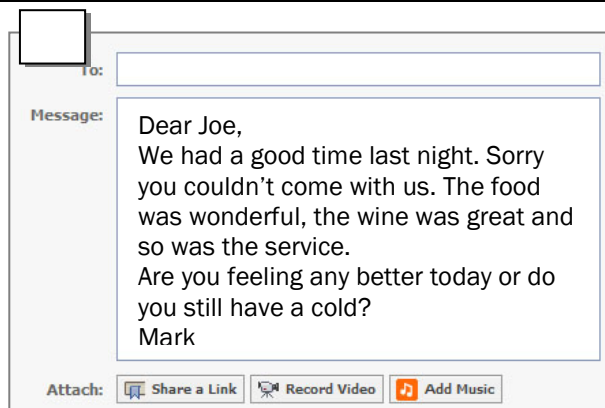 To:
Message:
Dear Joe,
We had a good time last night. Sorry
you couldn’t come with us. The food
was wonderful, the wine was great and
so was the service.
Are you feeling any better today or do
you still have a cold?
Mark
Attach: Share a Link Record Video Add Music